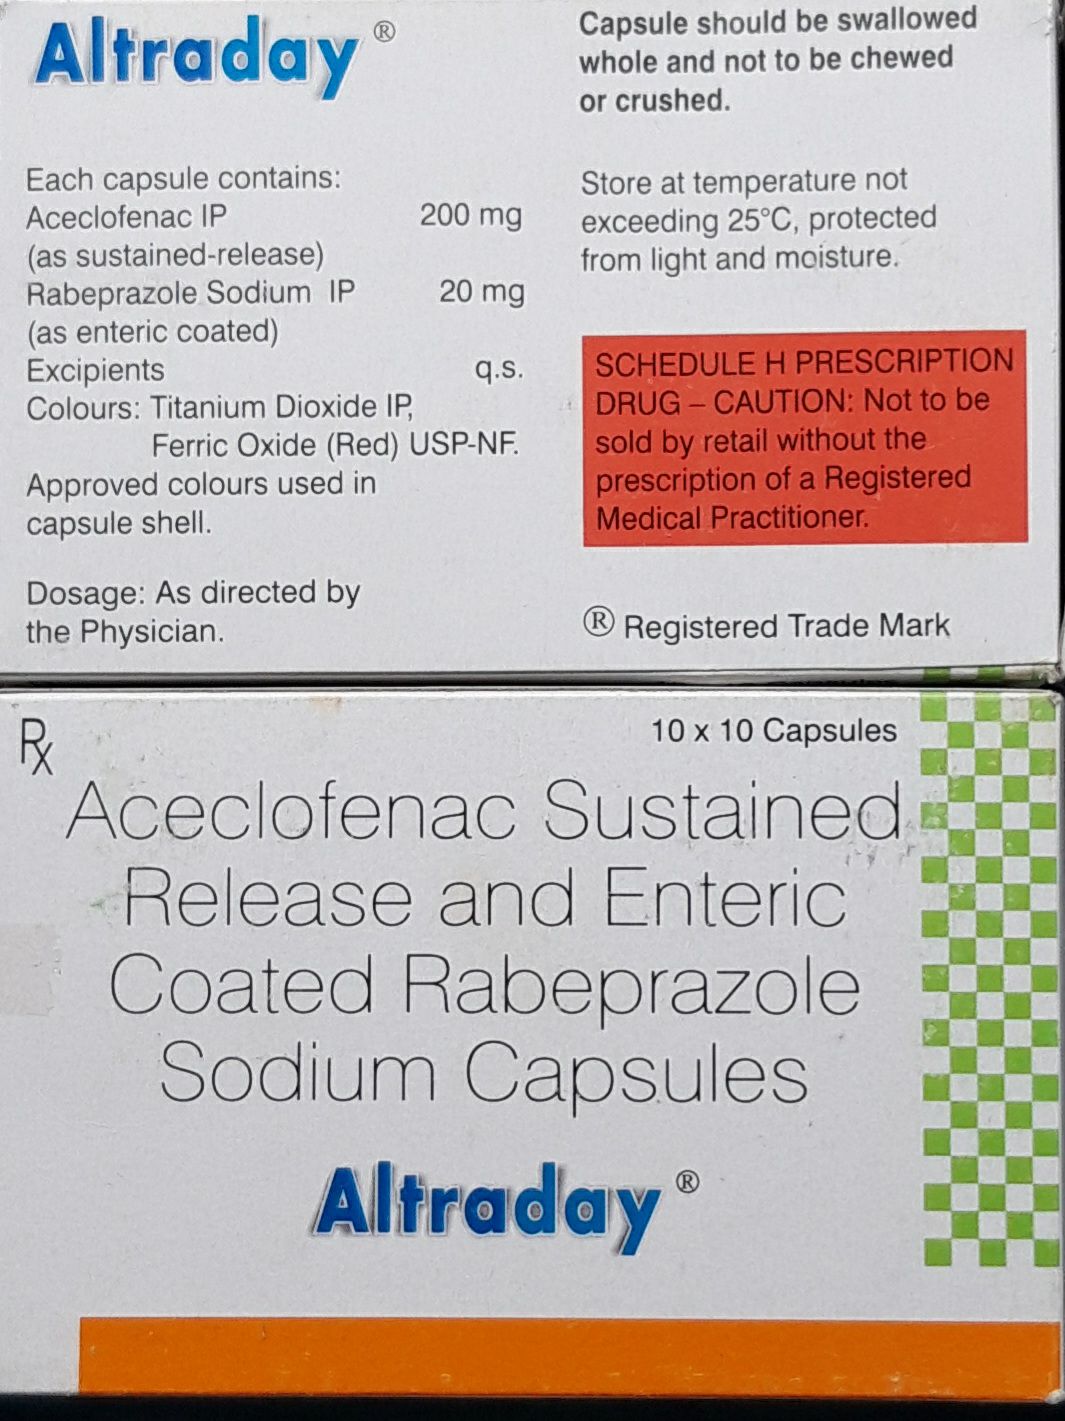 Altraday®
Each capsule contains:
Aceclofenac IP 200 mg
(as sustained-release)
Rabeprazole Sodium IP 20 mg
(as enteric coated)
Excipients q.s.
Colours: Titanium Dioxide IP,
Ferric Oxide (Red) USP-NF.
Approved colours used in
capsule shell.
Dosage: As directed by
the Physician.
Capsule should be swallowed
whole and not to be chewed
or crushed.
Store at temperature not
exceeding 25°C, protected
from light and moisture.
SCHEDULE H PRESCRIPTION
DRUG – CAUTION: Not to be
sold by retail without the
prescription of a Registered
Medical Practitioner.
® Registered Trade Mark
Rx
10 x 10 Capsules
Aceclofenac Sustained
Release and Enteric
Coated Rabeprazole
Sodium Capsules
Altraday®